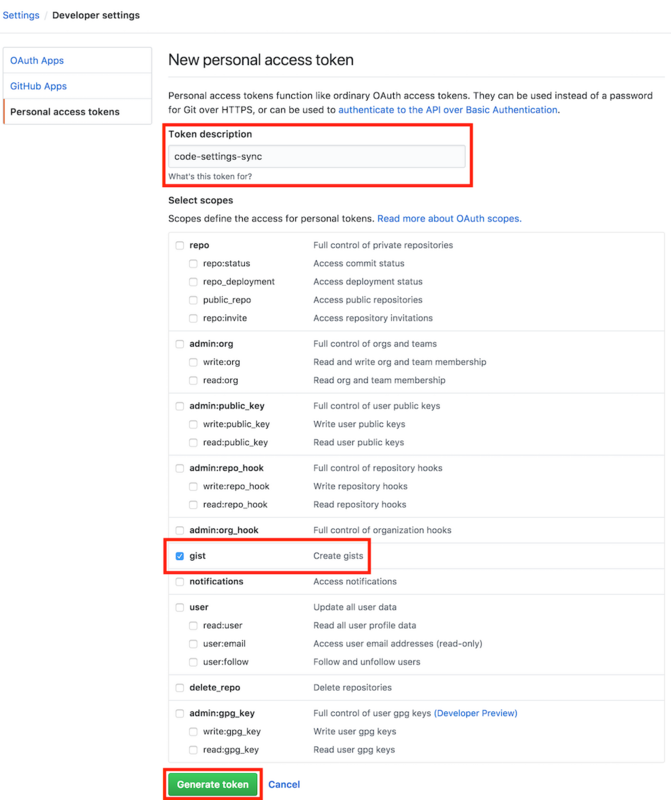 Settings / Developer settings
OAuth Apps
GitHub Apps
Personal access tokens
New personal access token
Personal access tokens function like ordinary OAuth access tokens. They can be used instead of a password
for Git over HTTPS, or can be used to authenticate to the API over Basic Authentication.
Token description
code-settings-sync
What's this token for?
Select scopes
Scopes define the access for personal tokens. Read more about OAuth scopes.
repo Full control of private repositories
repo:status Access commit status
repo_deployment Access deployment status
public_repo Access public repositories
repo:invite Access repository invitations
admin:org Full control of orgs and teams
write:org Read and write org and team membership
read:org Read org and team membership
admin:public_key Full control of user public keys
write:public_key Write user public keys
read:public_key Read user public keys
admin:repo_hook Full control of repository hooks
write:repo_hook Write repository hooks
read:repo_hook Read repository hooks
admin:org_hook Full control of organization hooks
gist Create gists
notifications Access notifications
user Update all user data
read:user Read all user profile data
user:email Access user email addresses (read-only)
user:follow Follow and unfollow users
delete_repo Delete repositories
admin:gpg_key Full control of user gpg keys (Developer Preview)
write:gpg_key Write user gpg keys
read:gpg_key Read user gpg keys
Generate token Cancel